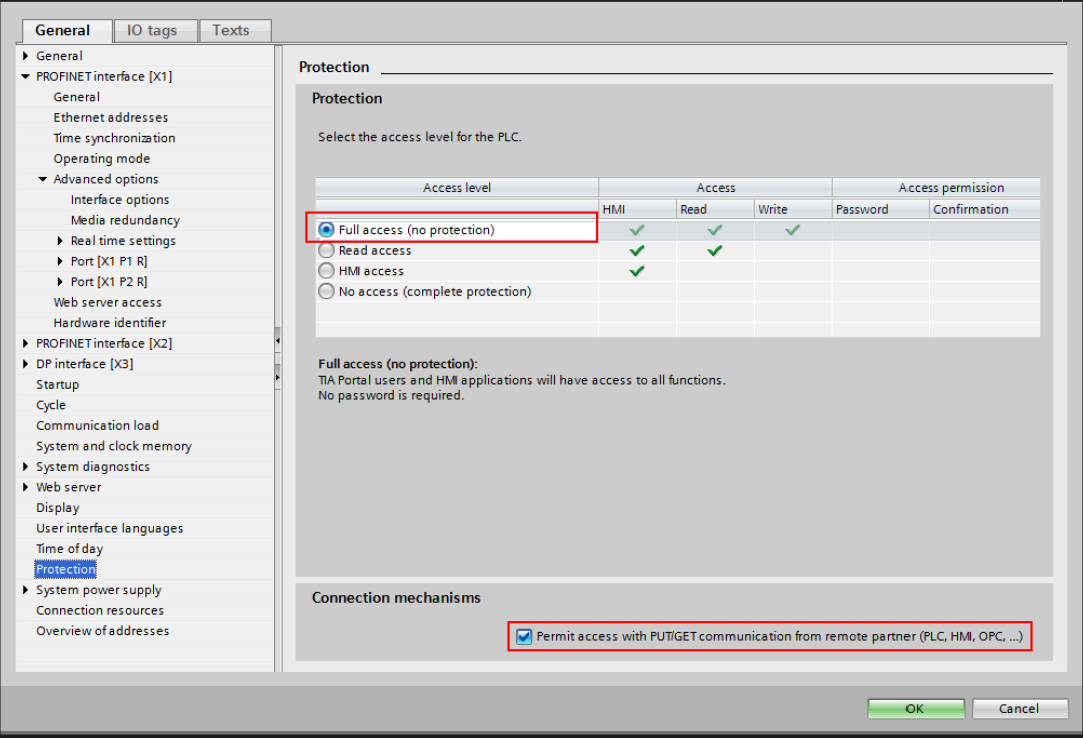 General IO tags Texts
General
PROFINET interface [X1]
General
Ethernet addresses
Time synchronization
Operating mode
Advanced options
Interface options
Media redundancy
Real time settings
Port [X1 P1 R]
Port [X1 P2 R]
Web server access
Hardware identifier
PROFINET interface [X2]
DP interface [X3]
Startup
Cycle
Communication load
System and clock memory
System diagnostics
Web server
Display
User interface languages
Time of day
Protection
System power supply
Connection resources
Overview of addresses
Protection
Protection
Select the access level for the PLC.
Access level Access Access permission
HMI Read Write Password Confirmation
Full access (no protection)
Read access
HMI access
No access (complete protection)
Full access (no protection):
TIA Portal users and HMI applications will have access to all functions.
No password is required.
Connection mechanisms
Permit access with PUT/GET communication from remote partner (PLC, HMI, OPC, ...)
OK Cancel